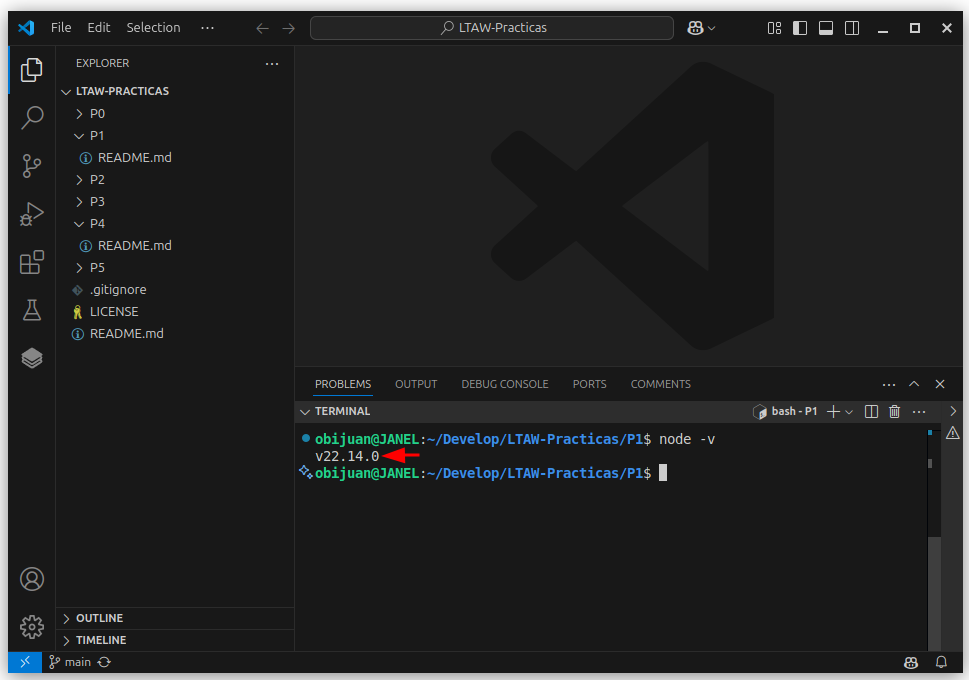 File Edit Selection ··· LTAW-Practicas
EXPLORER ···
LTAW-PRACTICAS
P0
P1
README.md
P2
P3
P4
README.md
P5
.gitignore
LICENSE
README.md
OUTLINE
TIMELINE
PROBLEMS OUTPUT DEBUG CONSOLE PORTS COMMENTS ···
TERMINAL bash - P1 ···
obijuan@JANEL:~/Develop/LTAW-Practicas/P1$ node -v
v22.14.0
obijuan@JANEL:~/Develop/LTAW-Practicas/P1$
main